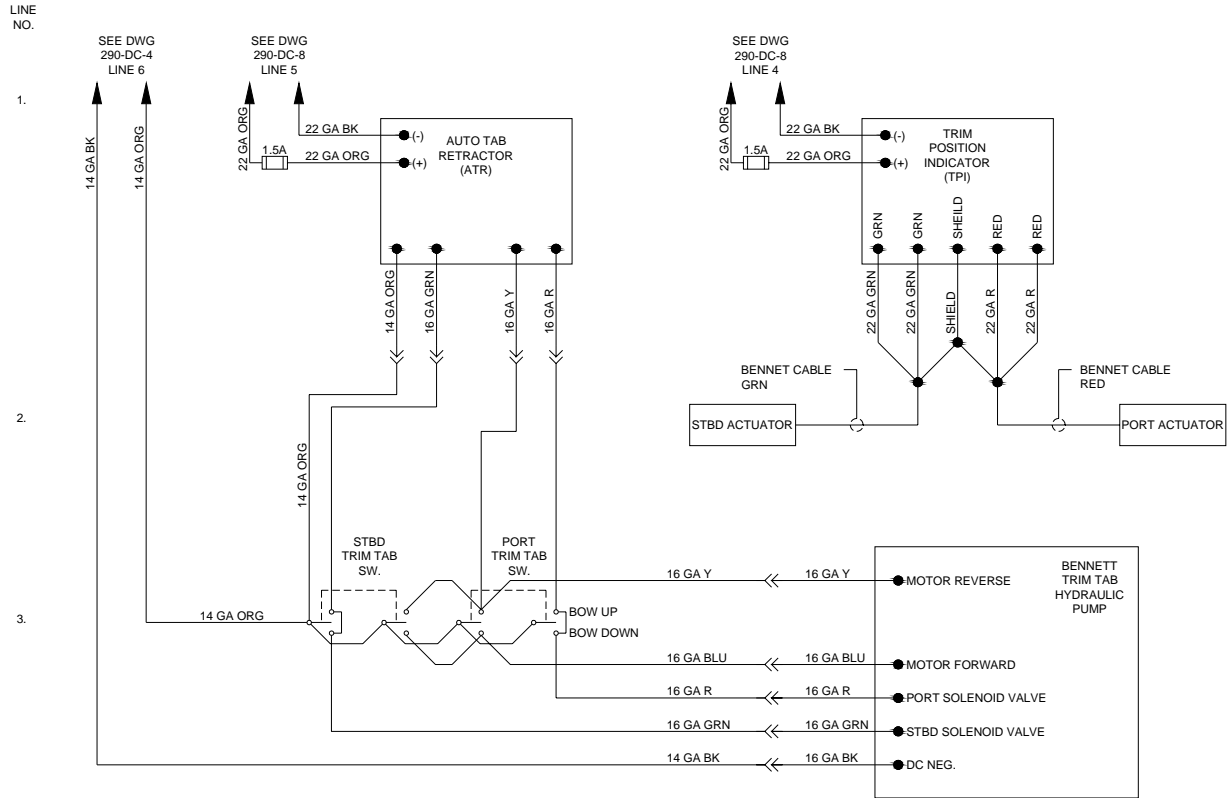 LINE
NO.
SEE DWG
290-DC-4
LINE 6
SEE DWG
290-DC-8
LINE 5
SEE DWG
290-DC-8
LINE 4
1.
14 GA BK
14 GA ORG
22 GA ORG
1.5A
22 GA BK
22 GA ORG
(-)
(+)
AUTO TAB
RETRACTOR
(ATR)
22 GA ORG
1.5A
22 GA BK
22 GA ORG
(-)
(+)
TRIM
POSITION
INDICATOR
(TPI)
GRN
GRN
SHEILD
RED
RED
14 GA ORG
16 GA GRN
16 GA Y
16 GA R
22 GA GRN
22 GA GRN
SHIELD
22 GA R
22 GA R
BENNET CABLE
GRN
BENNET CABLE
RED
2.
STBD ACTUATOR
PORT ACTUATOR
14 GA ORG
STBD
TRIM TAB
SW.
PORT
TRIM TAB
SW.
BENNETT
TRIM TAB
HYDRAULIC
PUMP
16 GA Y
16 GA Y
MOTOR REVERSE
3.
14 GA ORG
BOW UP
BOW DOWN
16 GA BLU
16 GA BLU
MOTOR FORWARD
16 GA R
16 GA R
PORT SOLENOID VALVE
16 GA GRN
16 GA GRN
STBD SOLENOID VALVE
14 GA BK
16 GA BK
DC NEG.